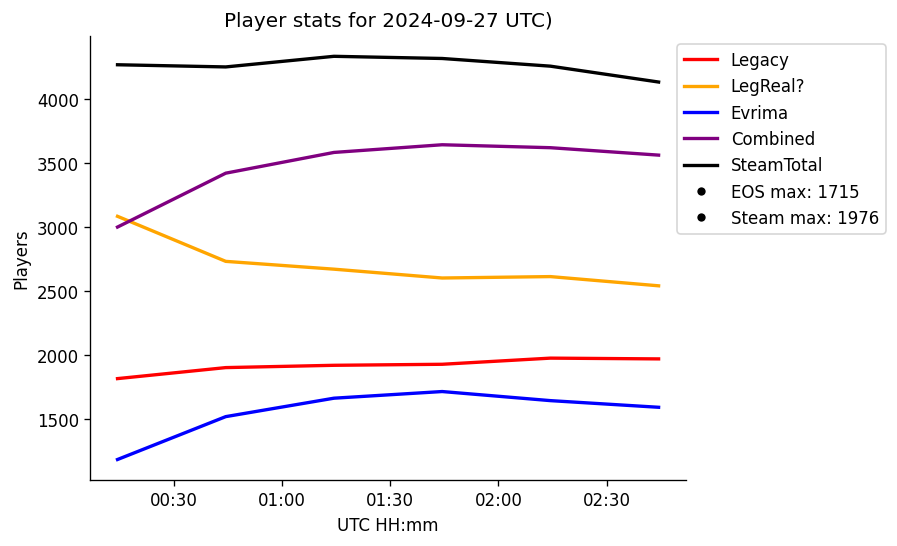 Player stats for 2024-09-27 UTC)
Legacy
LegReal?
Evrima
Combined
SteamTotal
EOS max: 1715
Steam max: 1976
Players
4000
3500
3000
2500
2000
1500
00:30 01:00 01:30 02:00 02:30
UTC HH:mm